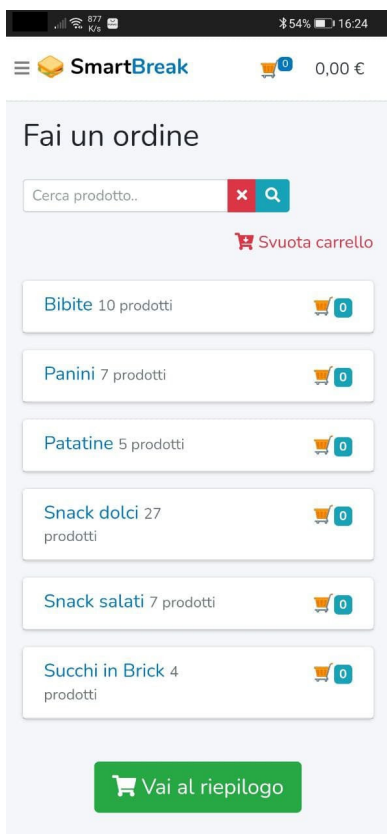 877 K/s 54% 16:24
SmartBreak 0 0,00 €
Fai un ordine
Cerca prodotto..
Svuota carrello
Bibite 10 prodotti 0
Panini 7 prodotti 0
Patatine 5 prodotti 0
Snack dolci 27 0
prodotti
Snack salati 7 prodotti 0
Succhi in Brick 4 0
prodotti
Vai al riepilogo